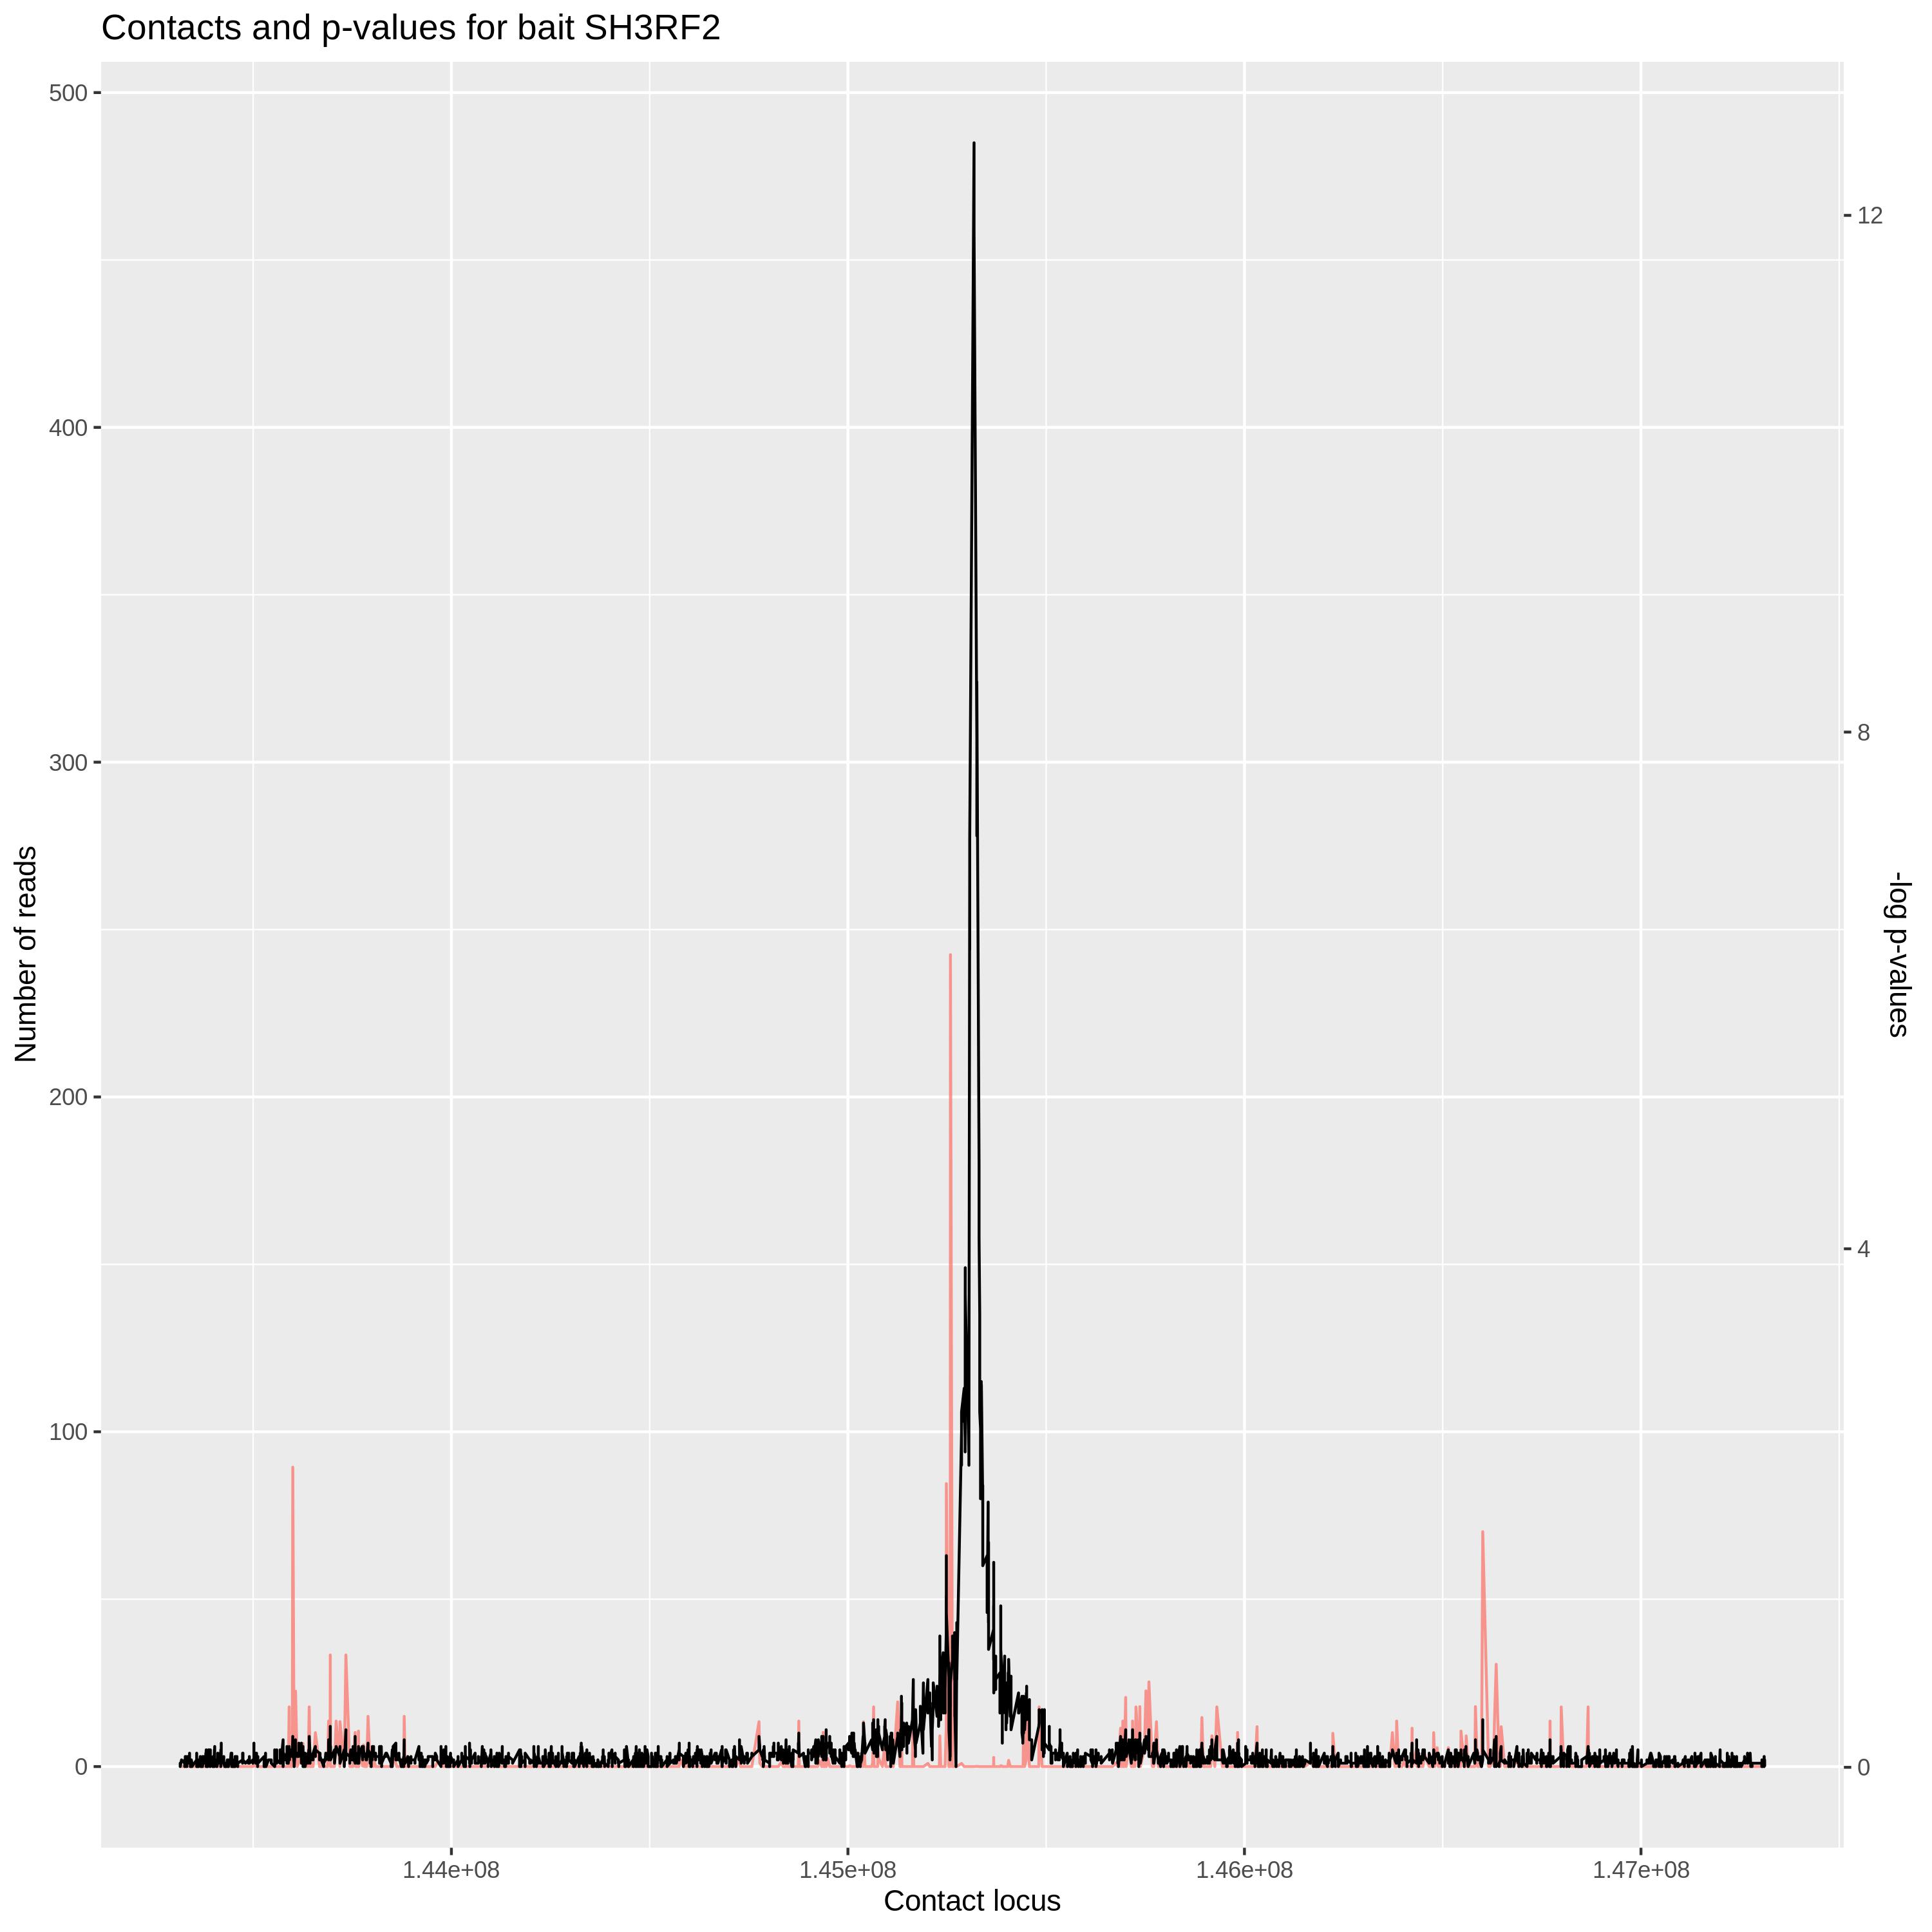 Contacts and p-values for bait SH3RF2
500
400
300
200
100
0
Number of reads
12
8
4
0
-log p-values
1.44e+08 1.45e+08 1.46e+08 1.47e+08
Contact locus